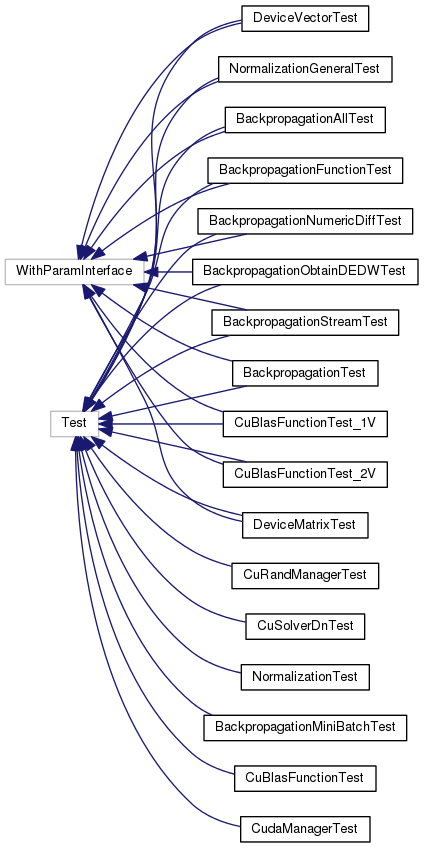 DeviceVectorTest
NormalizationGeneralTest
BackpropagationAllTest
BackpropagationFunctionTest
BackpropagationNumericDiffTest
WithParamInterface
BackpropagationObtainDEDWTest
BackpropagationStreamTest
BackpropagationTest
Test
CuBlasFunctionTest_1V
CuBlasFunctionTest_2V
DeviceMatrixTest
CuRandManagerTest
CuSolverDnTest
NormalizationTest
BackpropagationMiniBatchTest
CuBlasFunctionTest
CudaManagerTest